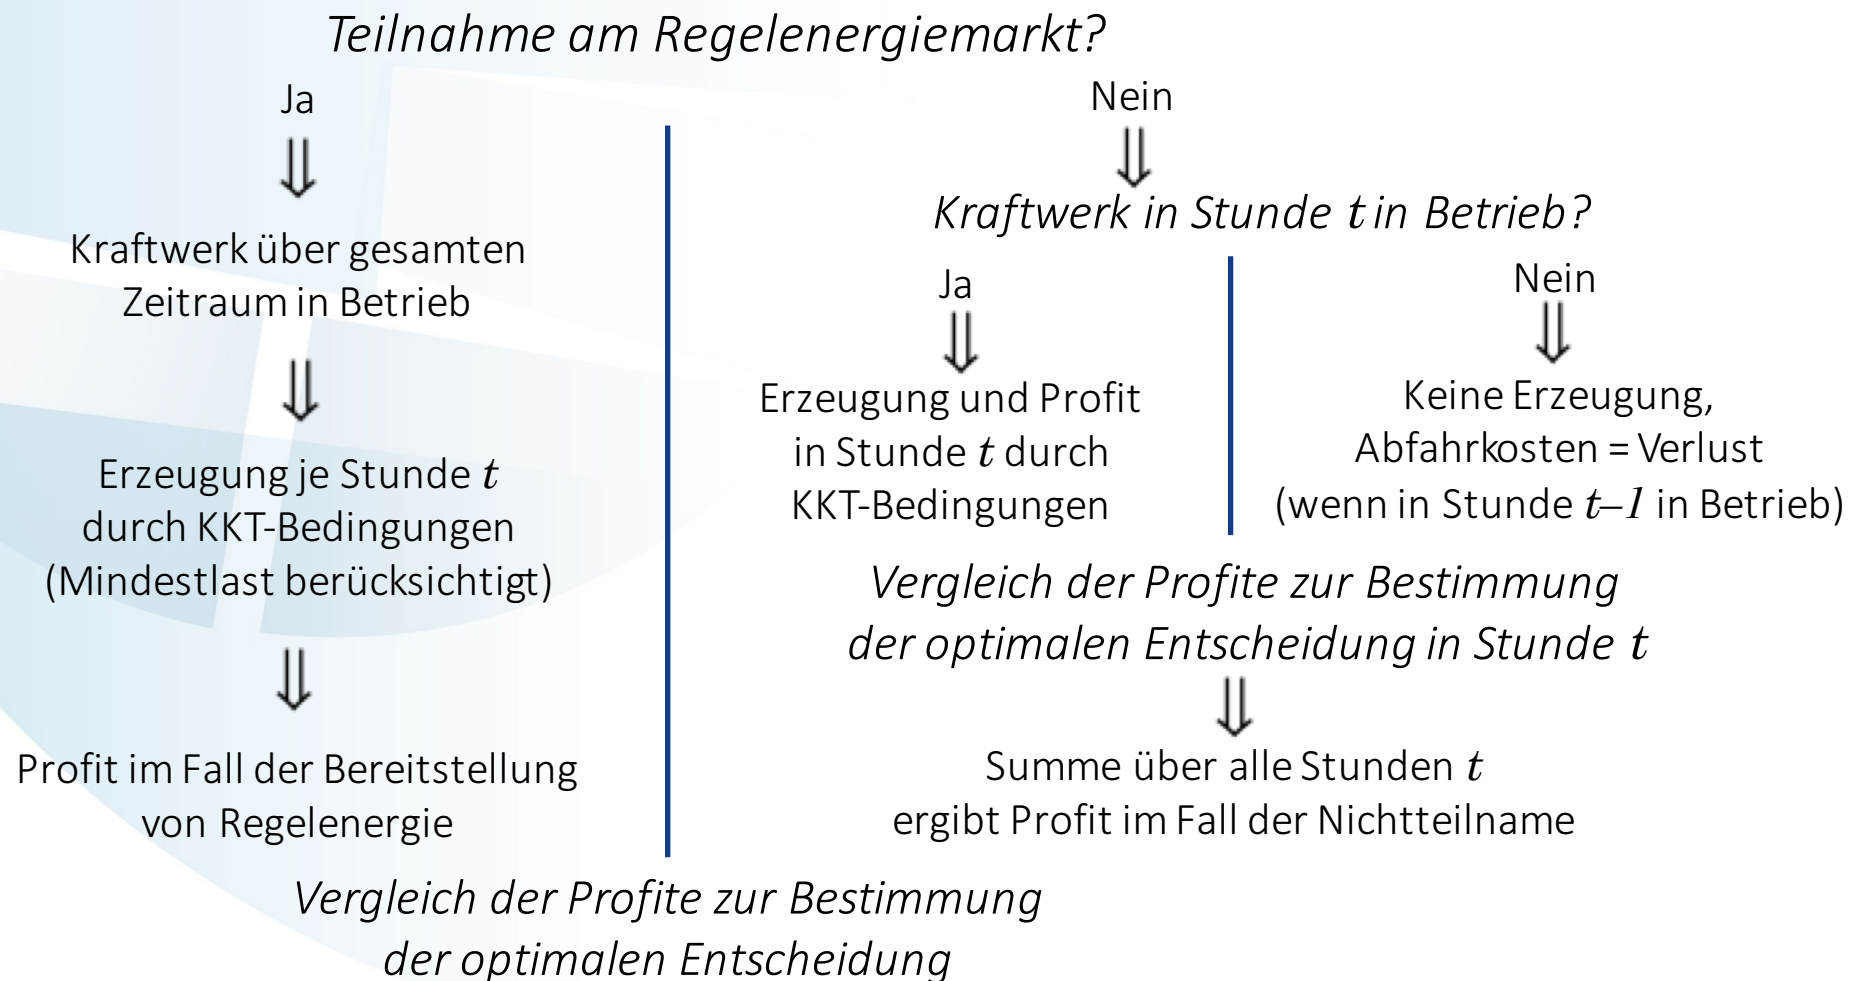 Teilnahme am Regelenergiemarkt?
Ja
Kraftwerk über gesamten
Zeitraum in Betrieb
Erzeugung je Stunde t
durch KKT-Bedingungen
(Mindestlast berücksichtigt)
Profit im Fall der Bereitstellung
von Regelenergie
Nein
Kraftwerk in Stunde t in Betrieb?
Ja
Erzeugung und Profit
in Stunde t durch
KKT-Bedingungen
Nein
Keine Erzeugung,
Abfahrkosten = Verlust
(wenn in Stunde t–1 in Betrieb)
Vergleich der Profite zur Bestimmung
der optimalen Entscheidung in Stunde t
Summe über alle Stunden t
ergibt Profit im Fall der Nichtteilname
Vergleich der Profite zur Bestimmung
der optimalen Entscheidung